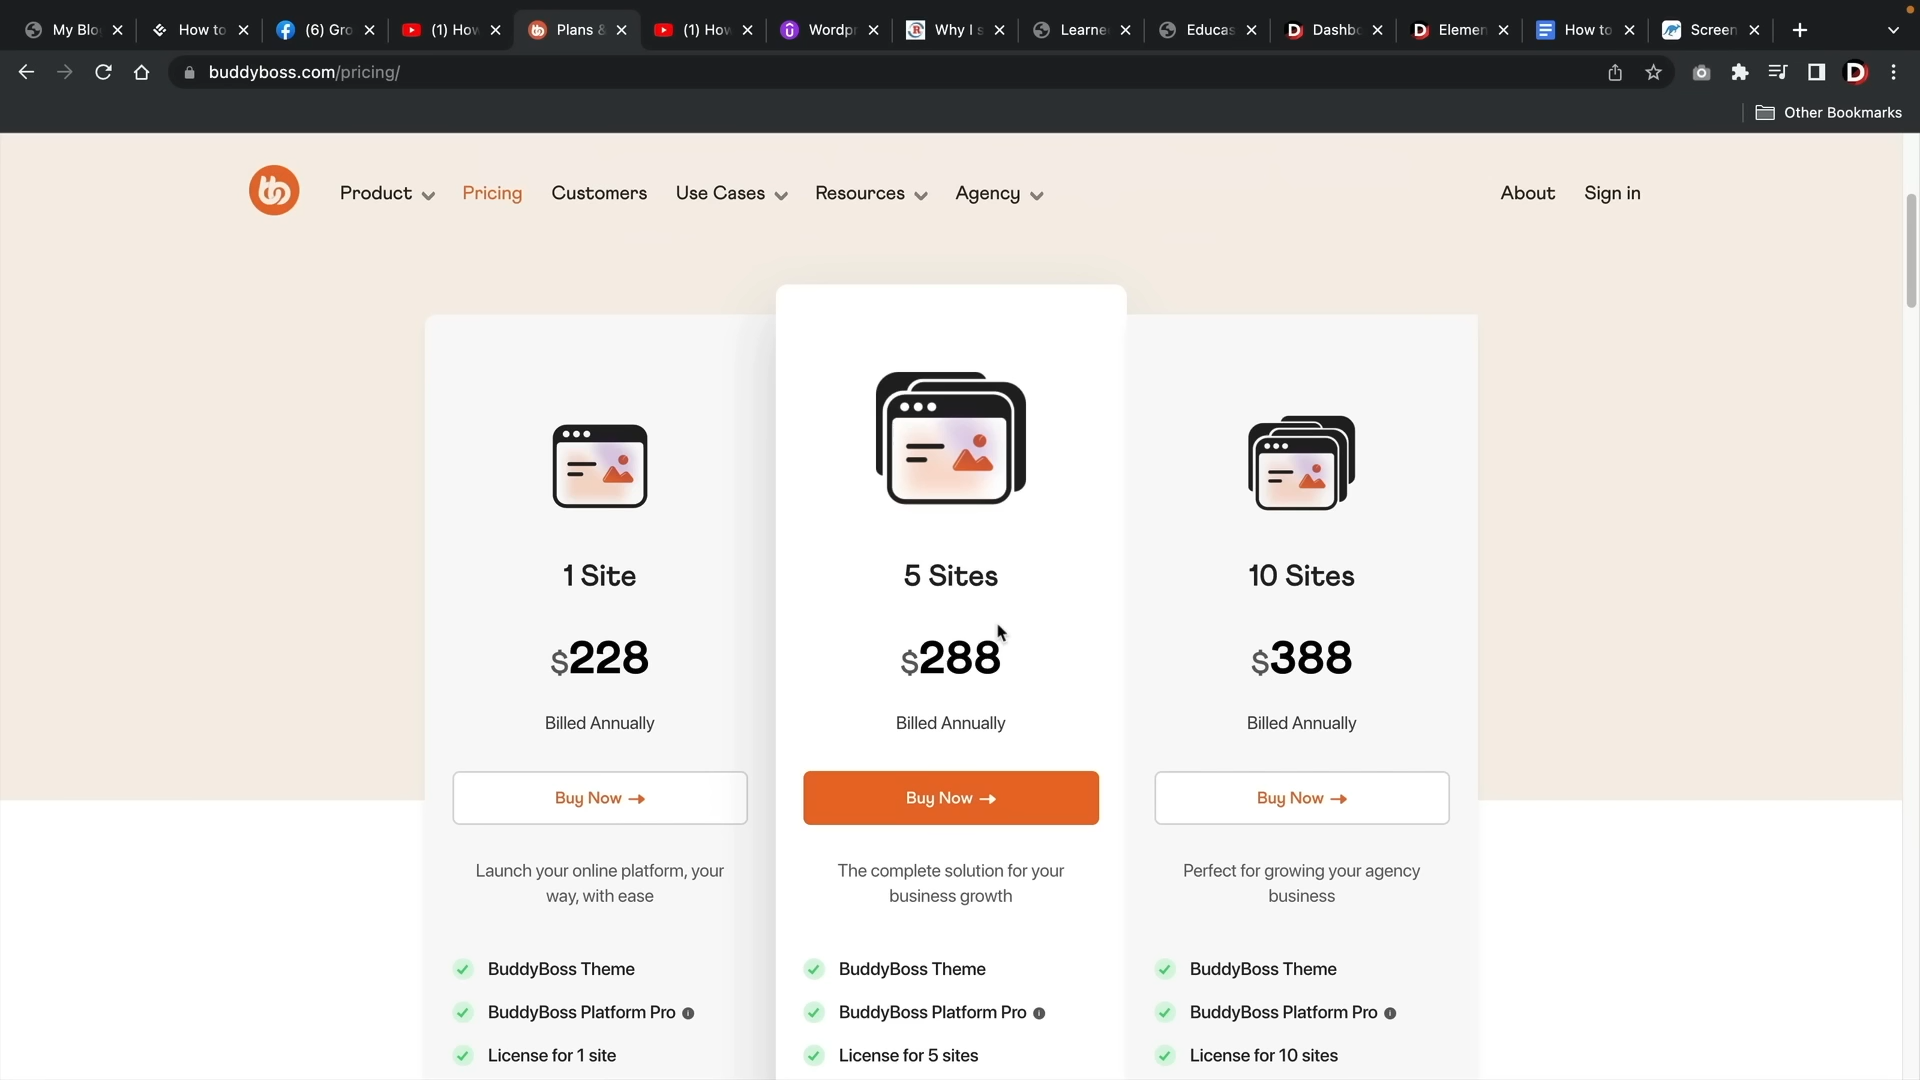 My Blo
How to
(6) Gro
(1) How
Plans &
(1) How
Wordpr
Why I s
Learne
Educas
Dashbo
Elemen
How to
Screen
buddyboss.com/pricing/
Other Bookmarks
Product
Pricing
Customers
Use Cases
Resources
Agency
About
Sign in
1 Site
$228
Billed Annually
Buy Now →
Launch your online platform, your
way, with ease
BuddyBoss Theme
BuddyBoss Platform Pro
License for 1 site
5 Sites
$288
Billed Annually
Buy Now →
The complete solution for your
business growth
BuddyBoss Theme
BuddyBoss Platform Pro
License for 5 sites
10 Sites
$388
Billed Annually
Buy Now →
Perfect for growing your agency
business
BuddyBoss Theme
BuddyBoss Platform Pro
License for 10 sites